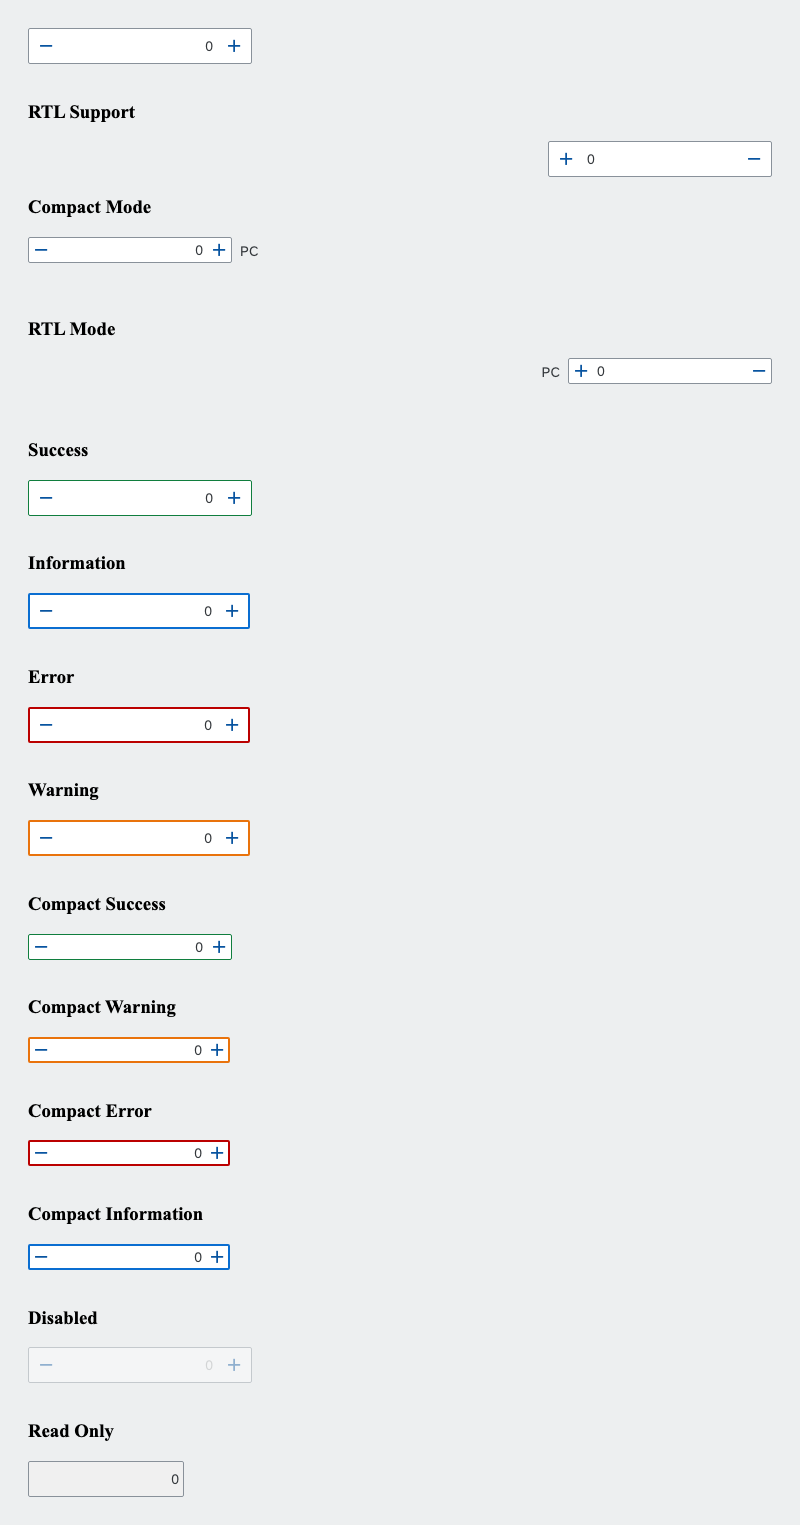 − 0 +
RTL Support
+ 0 −
Compact Mode
− 0 + PC
RTL Mode
PC + 0 −
Success
− 0 +
Information
− 0 +
Error
− 0 +
Warning
− 0 +
Compact Success
− 0 +
Compact Warning
− 0 +
Compact Error
− 0 +
Compact Information
− 0 +
Disabled
− 0 +
Read Only
0